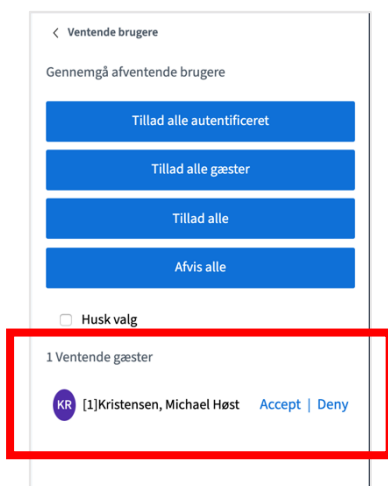 Ventende brugere
Gennemgå afventende brugere
Tillad alle autentificeret
Tillad alle gæster
Tillad alle
Afvis alle
Husk valg
1 Ventende gæster
KR [1]Kristensen, Michael Høst Accept | Deny